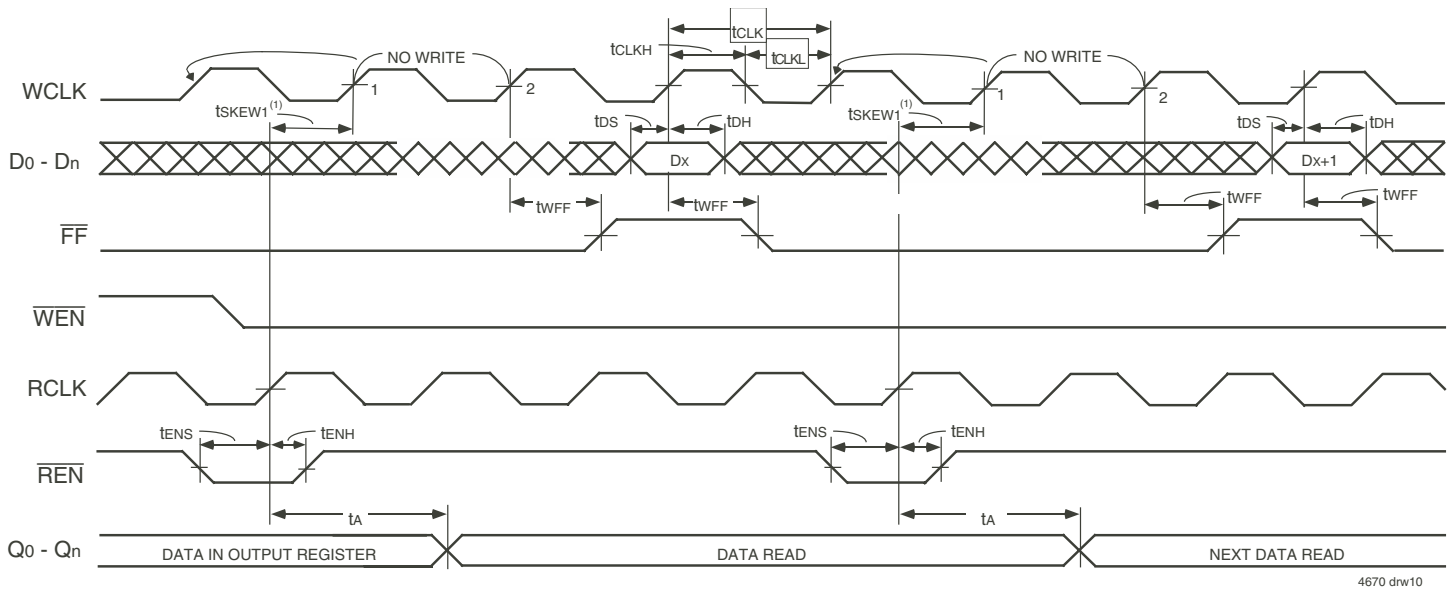 tCLK
tCLKH
tCLKL
NO WRITE
NO WRITE
WCLK
1
2
1
2
tSKEW1(1)
tDS
tDH
tSKEW1(1)
tDS
tDH
D0 - Dn
DX
DX+1
tWFF
tWFF
tWFF
tWFF
FF
WEN
RCLK
tENS
tENH
tENS
tENH
REN
tA
tA
Q0 - Qn
DATA IN OUTPUT REGISTER
DATA READ
NEXT DATA READ
4670 drw10